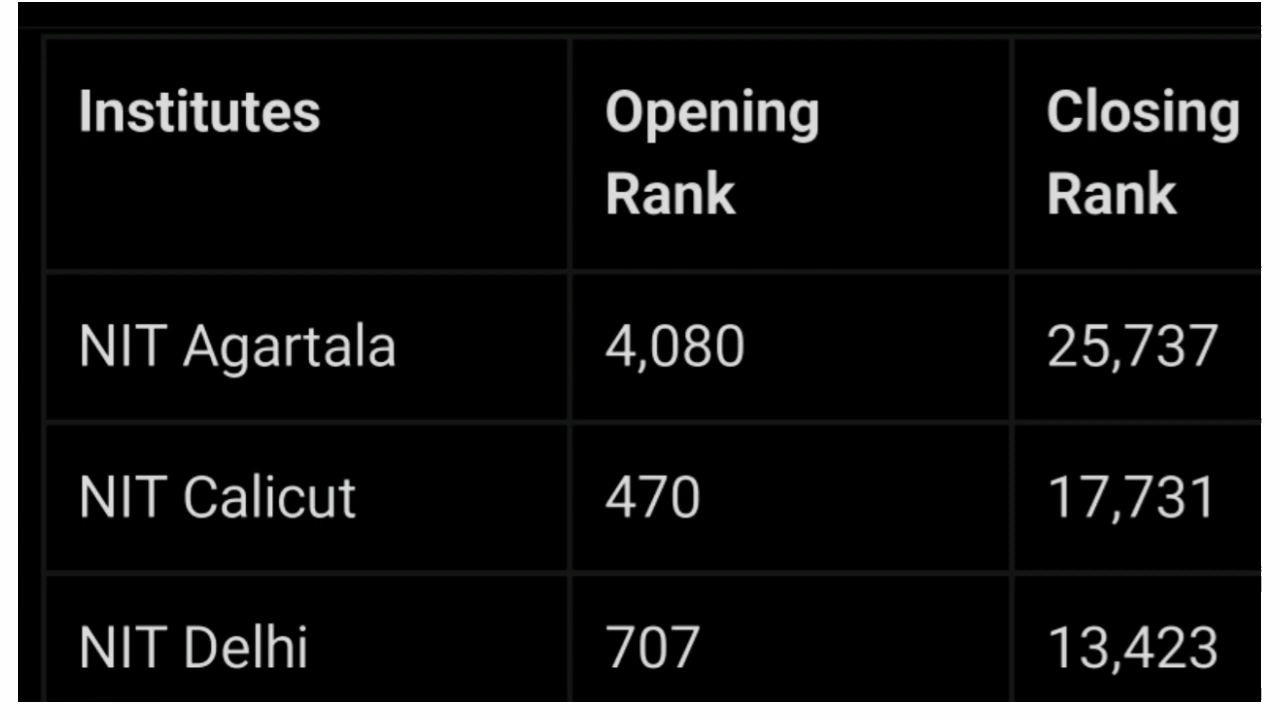 Institutes Opening Rank Closing Rank
NIT Agartala 4,080 25,737
NIT Calicut 470 17,731
NIT Delhi 707 13,423